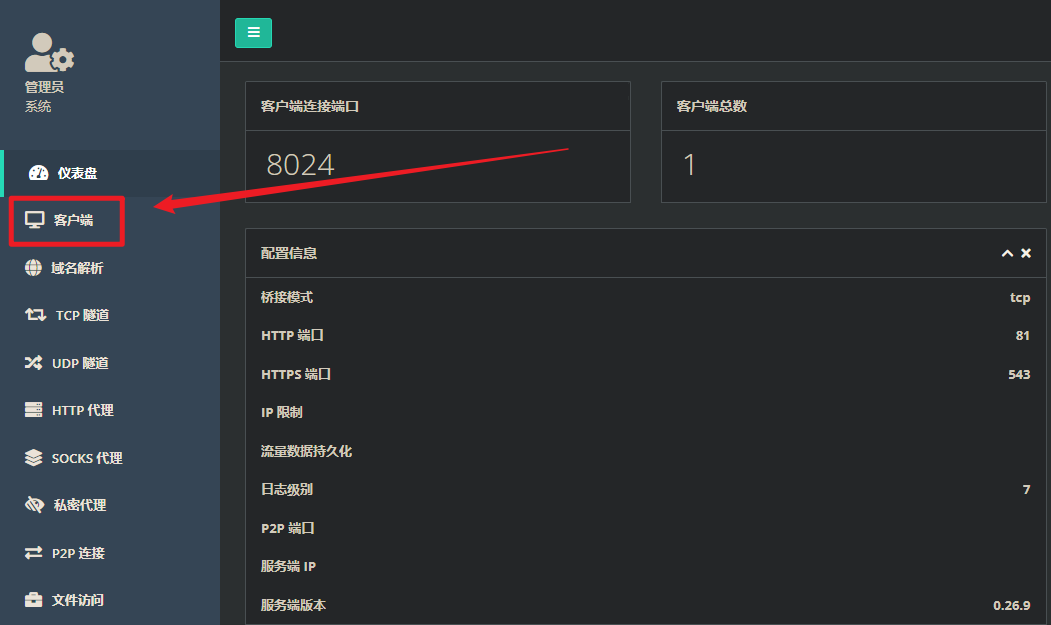 管理员
系统
仪表盘
客户端
域名解析
TCP 隧道
UDP 隧道
HTTP 代理
SOCKS 代理
私密代理
P2P 连接
文件访问
客户端连接端口
8024
客户端总数
1
配置信息
桥接模式 tcp
HTTP 端口 81
HTTPS 端口 543
IP 限制
流量数据持久化
日志级别 7
P2P 端口
服务端 IP
服务端版本 0.26.9